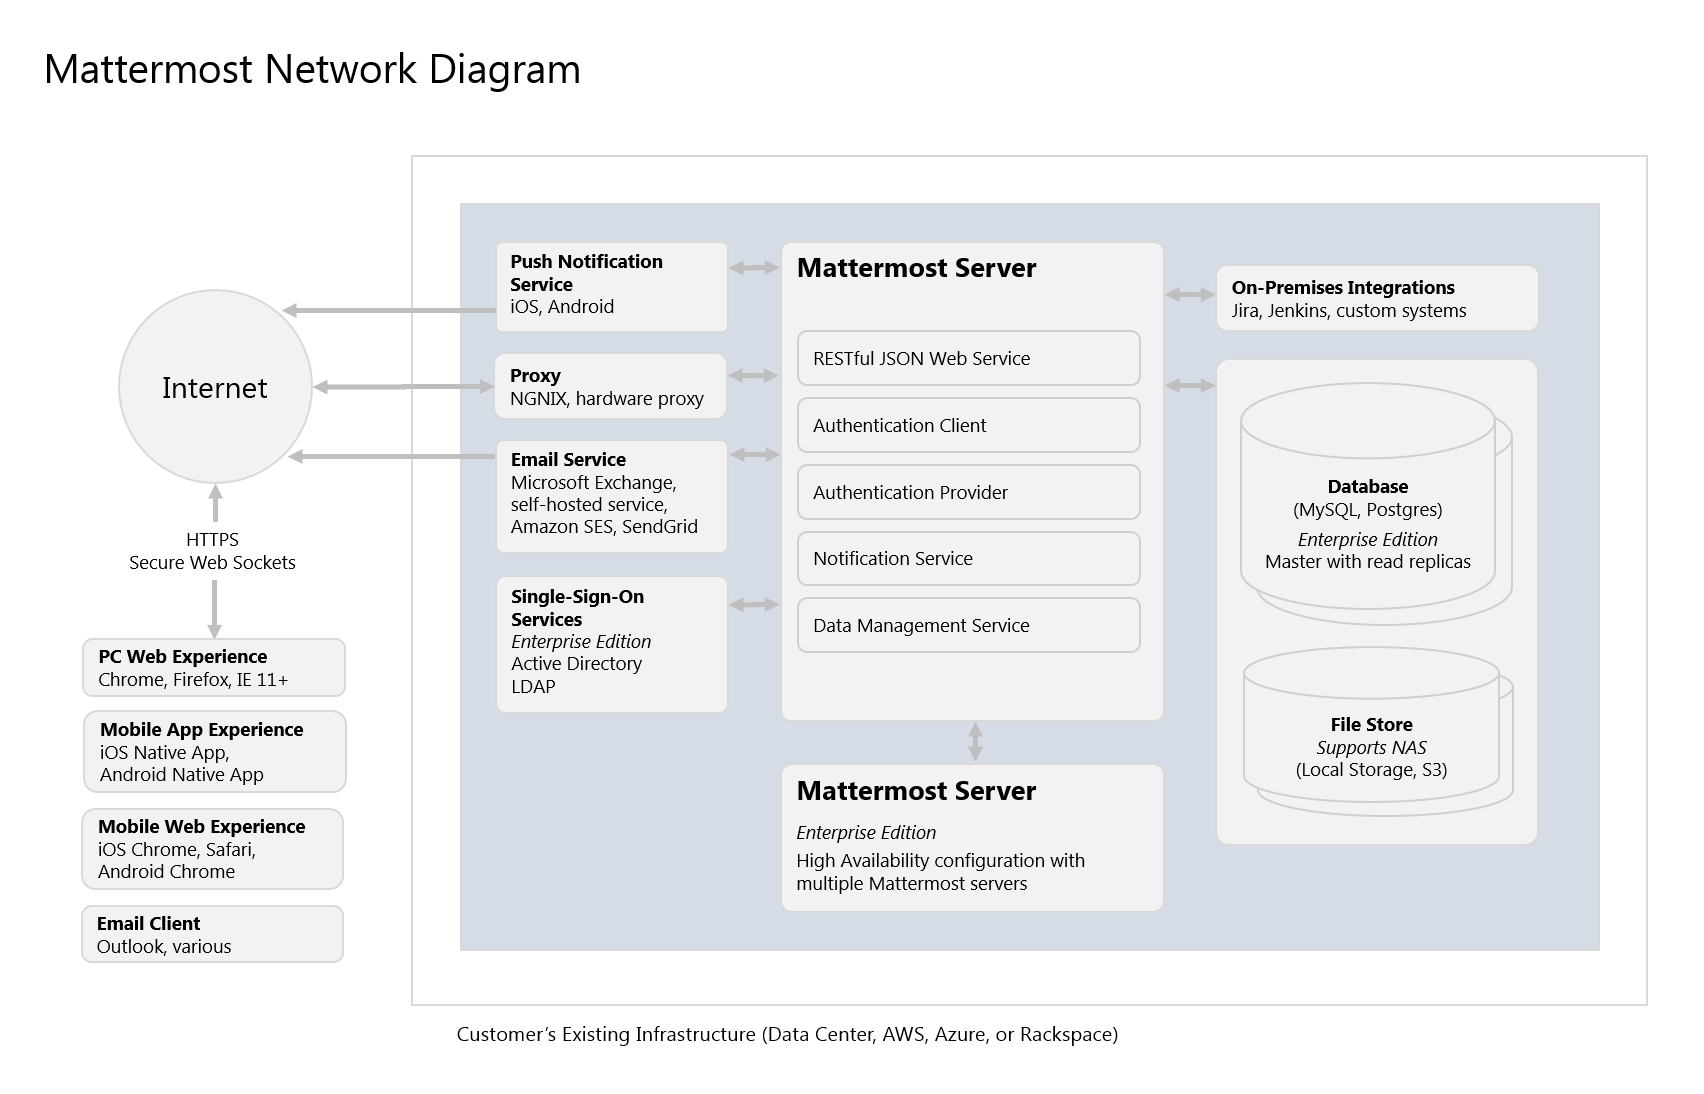 Mattermost Network Diagram
Internet
HTTPS
Secure Web Sockets
PC Web Experience
Chrome, Firefox, IE 11+
Mobile App Experience
iOS Native App,
Android Native App
Mobile Web Experience
iOS Chrome, Safari,
Android Chrome
Email Client
Outlook, various
Push Notification
Service
iOS, Android
Proxy
NGNIX, hardware proxy
Email Service
Microsoft Exchange,
self-hosted service,
Amazon SES, SendGrid
Single-Sign-On
Services
Enterprise Edition
Active Directory
LDAP
Mattermost Server
RESTful JSON Web Service
Authentication Client
Authentication Provider
Notification Service
Data Management Service
Mattermost Server
Enterprise Edition
High Availability configuration with
multiple Mattermost servers
On-Premises Integrations
Jira, Jenkins, custom systems
Database
(MySQL, Postgres)
Enterprise Edition
Master with read replicas
File Store
Supports NAS
(Local Storage, S3)
Customer’s Existing Infrastructure (Data Center, AWS, Azure, or Rackspace)